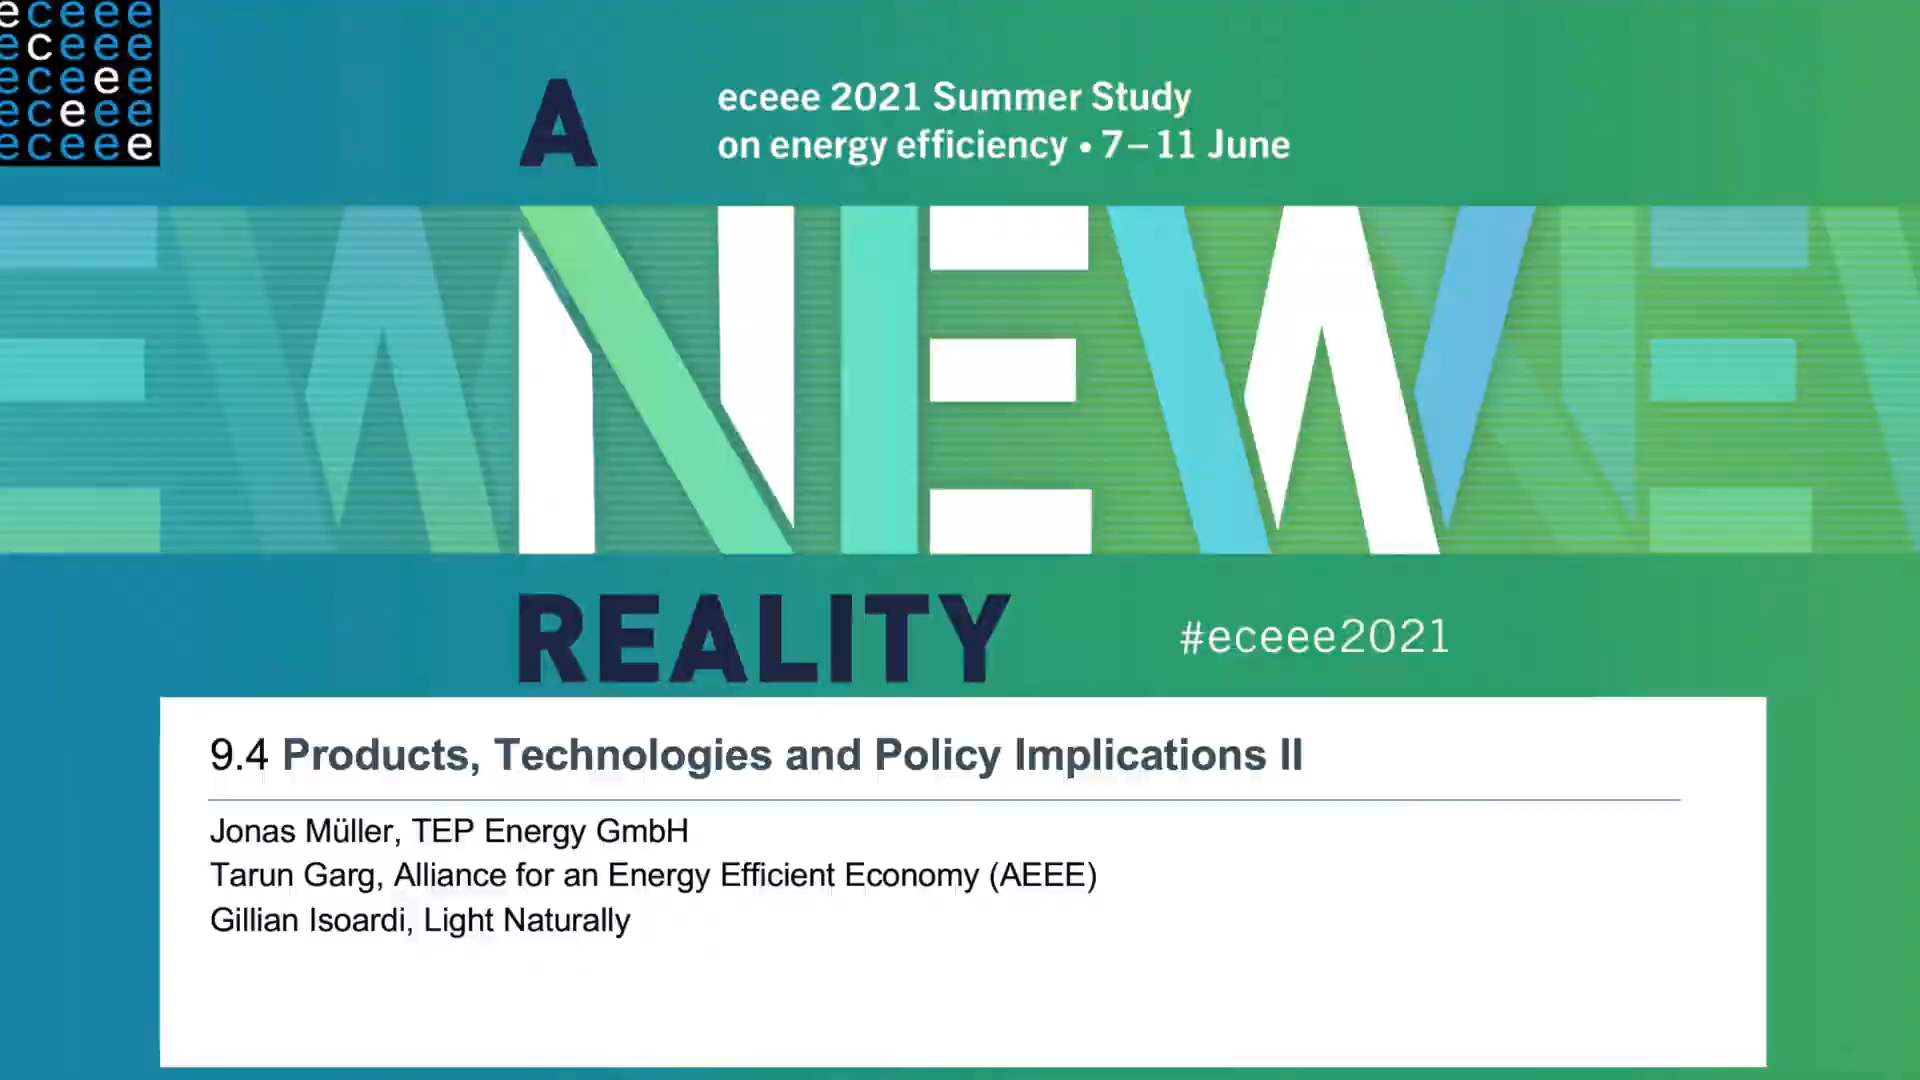 eceee
eceee
eceee
eceee
eceee
A
eceee 2021 Summer Study
on energy efficiency • 7–11 June
NEW
REALITY
#eceee2021
9.4 Products, Technologies and Policy Implications II
Jonas Müller, TEP Energy GmbH
Tarun Garg, Alliance for an Energy Efficient Economy (AEEE)
Gillian Isoardi, Light Naturally